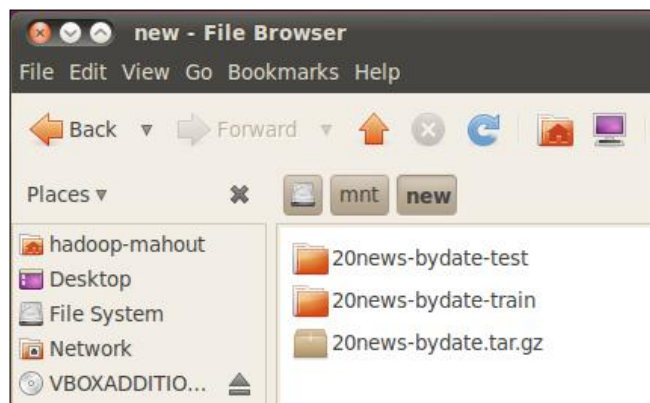 new - File Browser
File Edit View Go Bookmarks Help
Back Forward
Places mnt new
hadoop-mahout
Desktop
File System
Network
VBOXADDITIO...
20news-bydate-test
20news-bydate-train
20news-bydate.tar.gz